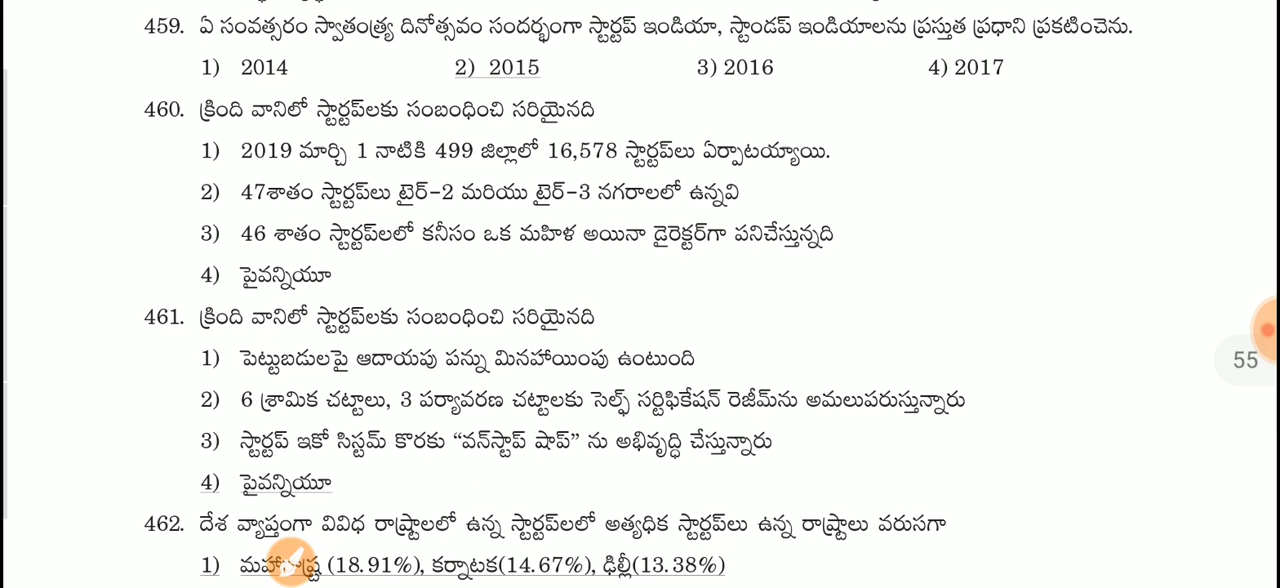 459. ఏ సంవత్సరం స్వాతంత్ర్య దినోత్సవం సందర్భంగా స్టార్టప్ ఇండియా, స్టాండప్ ఇండియాలను ప్రస్తుత ప్రధాని ప్రకటించెను.
1) 2014 2) 2015 3) 2016 4) 2017
460. క్రింది వానిలో స్టార్టప్‌లకు సంబంధించి సరియైనది
1) 2019 మార్చి 1 నాటికి 499 జిల్లాలో 16,578 స్టార్టప్‌లు ఏర్పాటయ్యాయి.
2) 47శాతం స్టార్టప్‌లు టైర్-2 మరియు టైర్-3 నగరాలలో ఉన్నవి
3) 46 శాతం స్టార్టప్‌లలో కనీసం ఒక మహిళ అయినా డైరెక్టర్‌గా పనిచేస్తున్నది
4) పైవన్నియూ
461. క్రింది వానిలో స్టార్టప్‌లకు సంబంధించి సరియైనది
1) పెట్టుబడులపై ఆదాయపు పన్ను మినహాయింపు ఉంటుంది
2) 6 శ్రామిక చట్టాలు, 3 పర్యావరణ చట్టాలకు సెల్ఫ్ సర్టిఫికేషన్ రెజీమ్‌ను అమలుపరుస్తున్నారు
55
3) స్టార్టప్ ఇకో సిస్టమ్ కొరకు “వన్‌స్టాప్ షాప్” ను అభివృద్ధి చేస్తున్నారు
4) పైవన్నియూ
462. దేశ వ్యాప్తంగా వివిధ రాష్ట్రాలలో ఉన్న స్టార్టప్‌లలో అత్యధిక స్టార్టప్‌లు ఉన్న రాష్ట్రాలు వరుసగా
1) (18.91%), కర్నాటక(14.67%), ఢిల్లీ(13.38%)